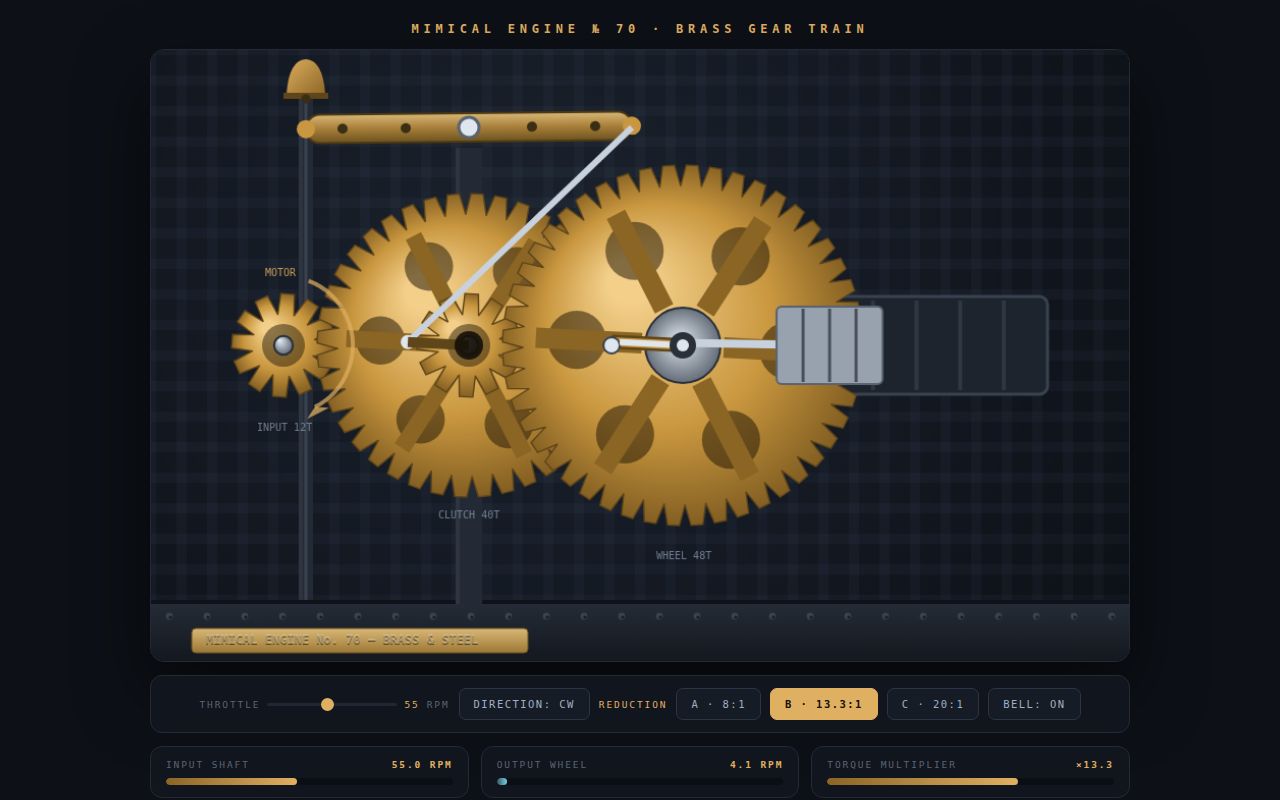 MIMICAL ENGINE № 70 · BRASS GEAR TRAIN
MOTOR
INPUT 12T
CLUTCH 40T
WHEEL 48T
MIMICAL ENGINE No. 70 — BRASS & STEEL
THROTTLE 55 RPM DIRECTION: CW REDUCTION A · 8:1 B · 13.3:1 C · 20:1 BELL: ON
INPUT SHAFT 55.0 RPM
OUTPUT WHEEL 4.1 RPM
TORQUE MULTIPLIER ×13.3